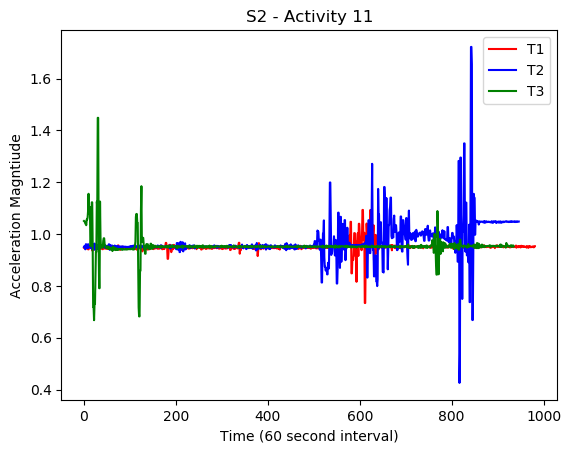 S2 - Activity 11
T1
T2
T3
Acceleration Magntiude
1.6
1.4
1.2
1.0
0.8
0.6
0.4
0
200
400
600
800
1000
Time (60 second interval)